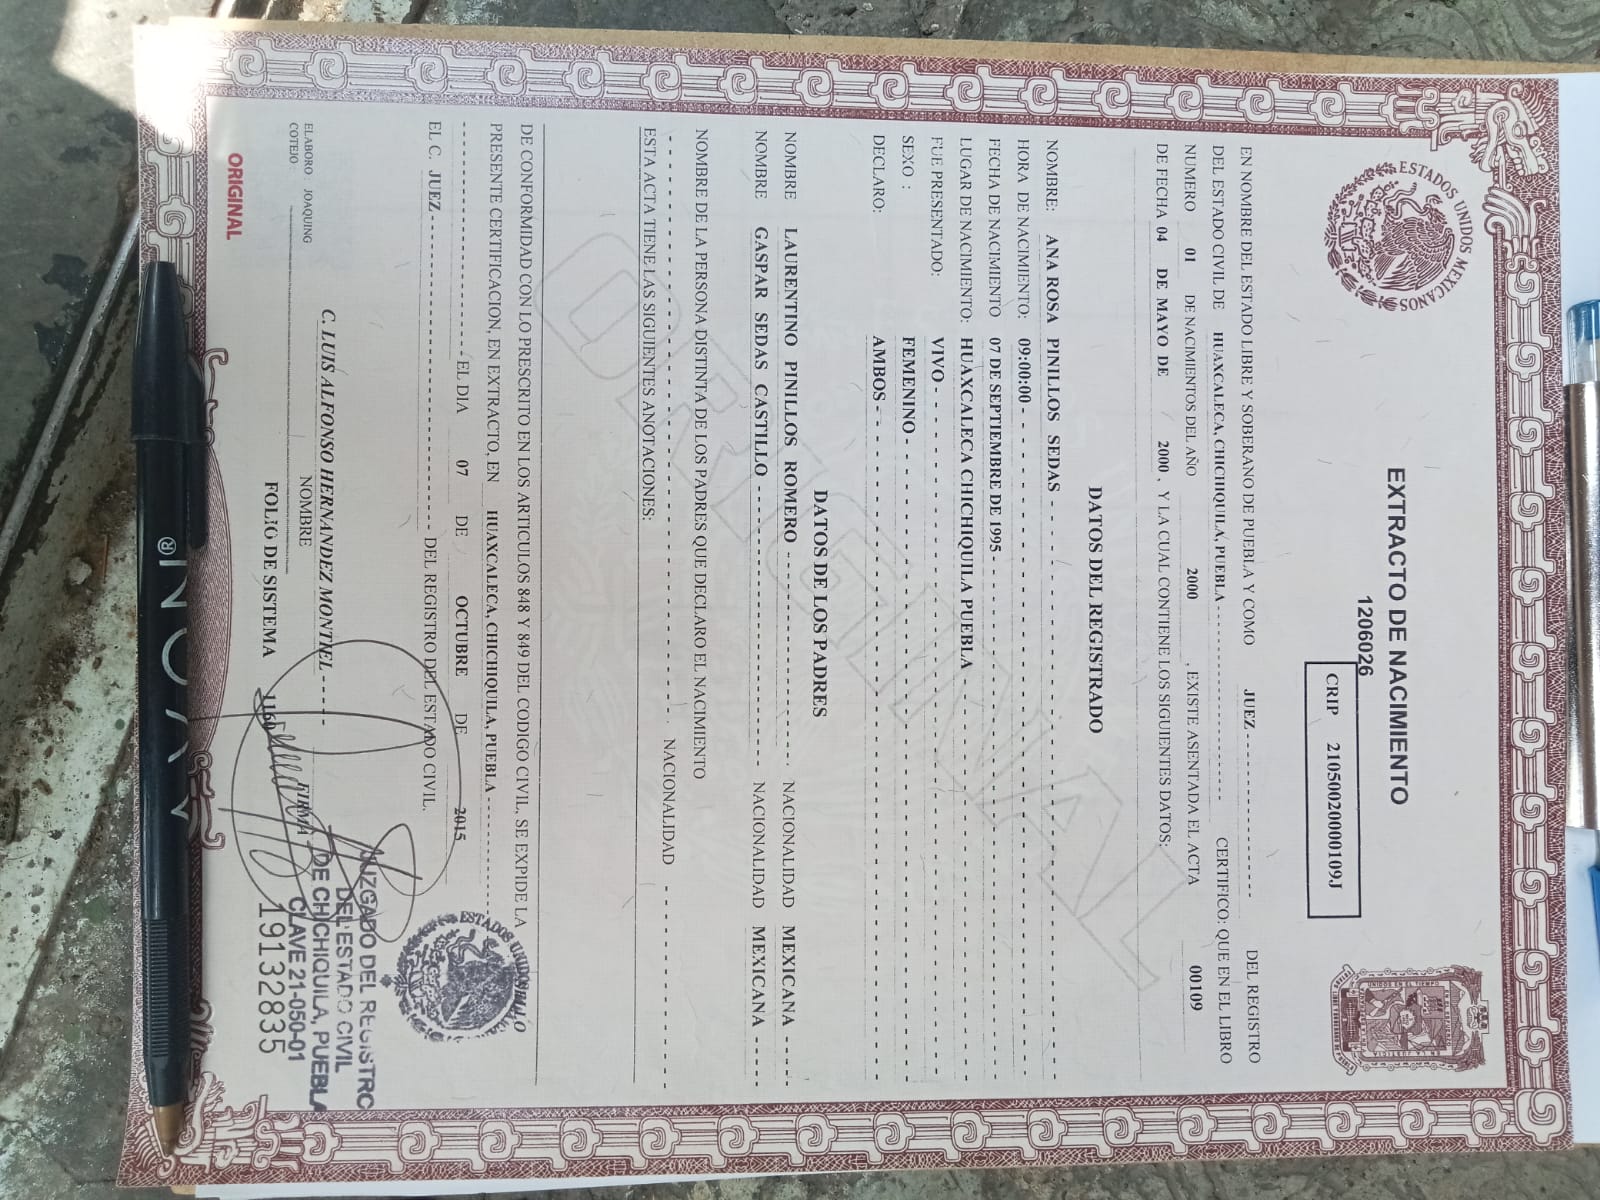 ESTADOS UNIDOS MEXICANOS
EXTRACTO DE NACIMIENTO
1206026
CRIP 210500200000109J
EN NOMBRE DEL ESTADO LIBRE Y SOBERANO DE PUEBLA Y COMO JUEZ DEL REGISTRO
DEL ESTADO CIVIL DE HUAXCALECA, CHICHIQUILA, PUEBLA CERTIFICO: QUE EN EL LIBRO
NUMERO 01 DE NACIMIENTOS DEL AÑO 2000 , EXISTE ASENTADA EL ACTA 00109
DE FECHA 04 DE MAYO DE 2000 , Y LA CUAL CONTIENE LOS SIGUIENTES DATOS:
DATOS DEL REGISTRADO
NOMBRE: ANA ROSA PINILLOS SEDAS
HORA DE NACIMIENTO: 09:00:00
FECHA DE NACIMIENTO 07 DE SEPTIEMBRE DE 1995
LUGAR DE NACIMIENTO: HUAXCALECA CHICHIQUILA PUEBLA
FUE PRESENTADO: VIVO
SEXO : FEMENINO
DECLARO: AMBOS
DATOS DE LOS PADRES
NOMBRE LAURENTINO PINILLOS ROMERO NACIONALIDAD MEXICANA
NOMBRE GASPAR SEDAS CASTILLO NACIONALIDAD MEXICANA
NOMBRE DE LA PERSONA DISTINTA DE LOS PADRES QUE DECLARO EL NACIMIENTO
NACIONALIDAD
ESTA ACTA TIENE LAS SIGUIENTES ANOTACIONES:
ORIGINAL
DE CONFORMIDAD CON LO PRESCRITO EN LOS ARTICULOS 848 Y 849 DEL CODIGO CIVIL, SE EXPIDE LA
PRESENTE CERTIFICACION, EN EXTRACTO, EN HUAXCALECA, CHICHIQUILA, PUEBLA
EL DIA 07 DE OCTUBRE DE 2015
EL C. JUEZ DEL REGISTRO DEL ESTADO CIVIL.
C. LUIS ALFONSO HERNANDEZ MONTIEL
NOMBRE FIRMA
ELABORO : JOAQUING
COTEJO :
FOLIO DE SISTEMA
ESTADOS UNIDOS
JUZGADO DEL REGISTRO
DEL ESTADO CIVIL
DE CHICHIQUILA, PUEBLA
CLAVE 21-050-01
19132835
ORIGINAL